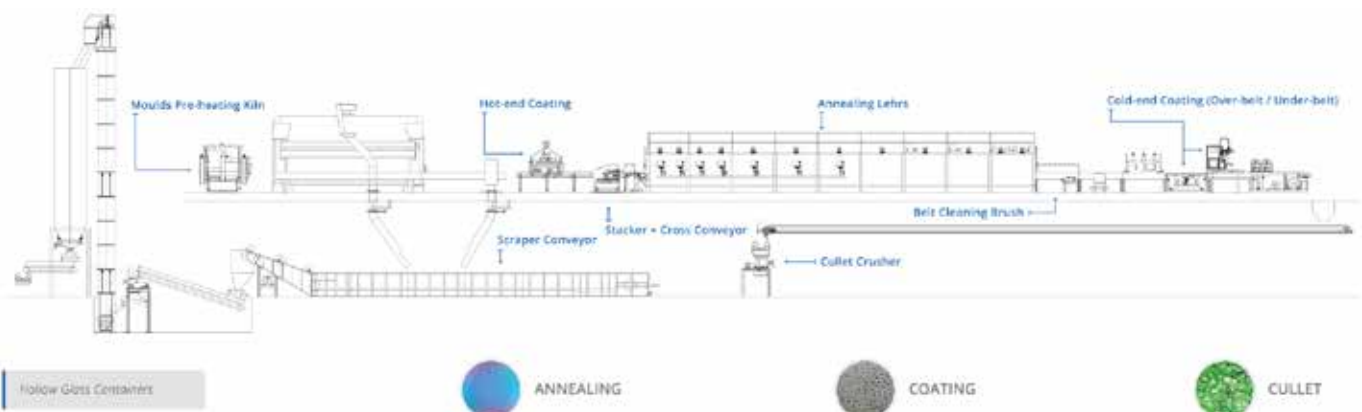 Moulds Pre-heating Kiln
Hot-end Coating
Annealing Lehrs
Cold-end Coating (Over-belt / Under-belt)
Belt Cleaning Brush
Stacker + Cross Conveyor
Scraper Conveyor
Cullet Crusher
Hollow Glass Containers
ANNEALING
COATING
CULLET